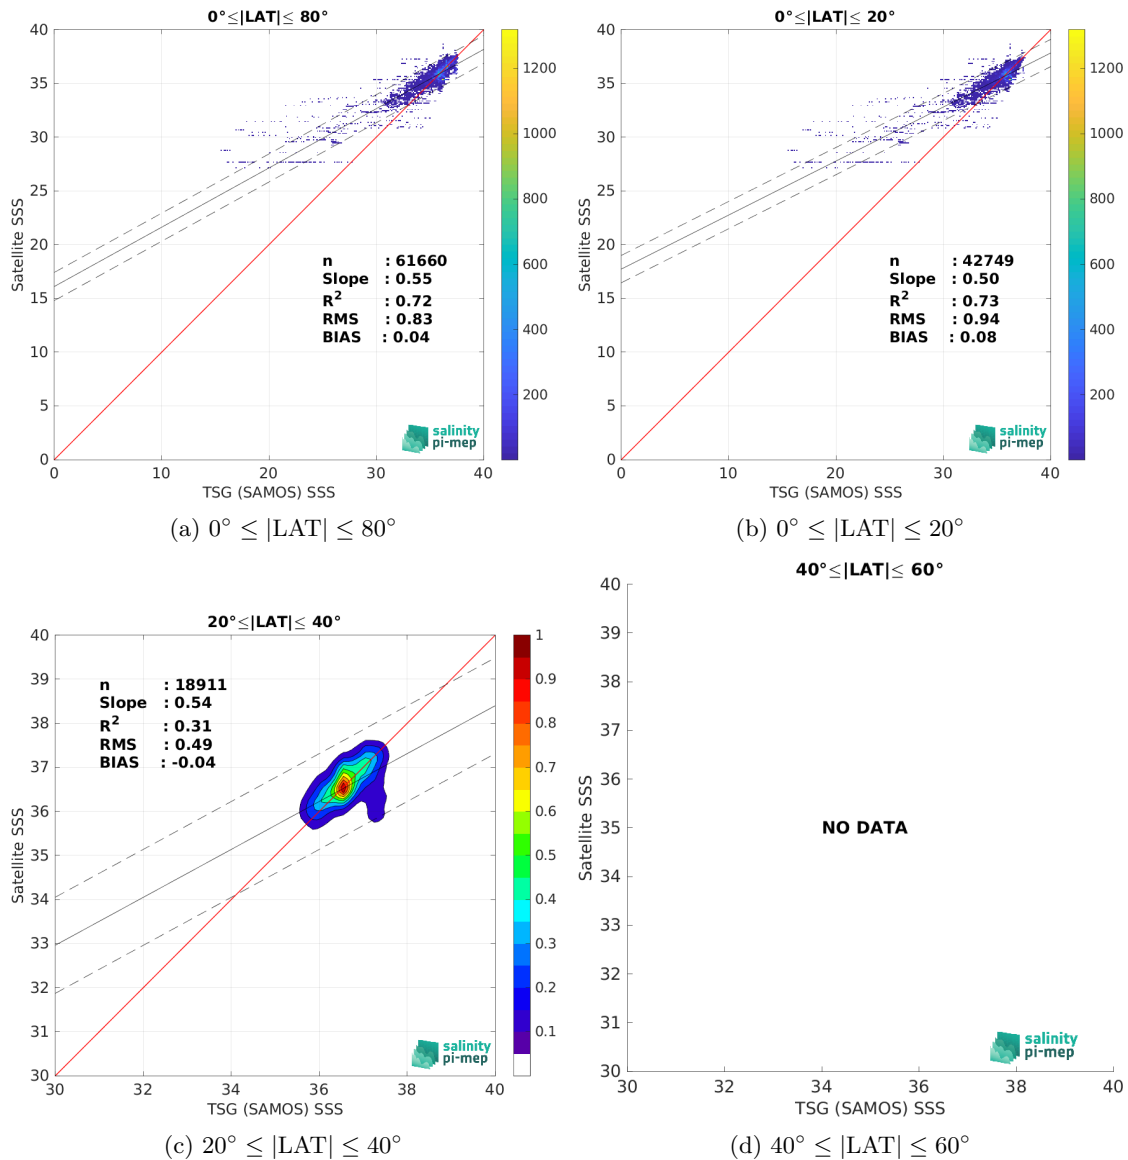 0°≤|LAT|≤ 80°
40
35
30
25
20
15
10
5
0
Satellite SSS
n : 61660
Slope : 0.55
R² : 0.72
RMS : 0.83
BIAS : 0.04
salinity
pi-mep
0 10 20 30 40
TSG (SAMOS) SSS
1200
1000
800
600
400
200
(a) 0° ≤ |LAT| ≤ 80°
0°≤|LAT|≤ 20°
40
35
30
25
20
15
10
5
0
Satellite SSS
n : 42749
Slope : 0.50
R² : 0.73
RMS : 0.94
BIAS : 0.08
salinity
pi-mep
0 10 20 30 40
TSG (SAMOS) SSS
1200
1000
800
600
400
200
(b) 0° ≤ |LAT| ≤ 20°
20°≤|LAT|≤ 40°
40
39
38
37
36
35
34
33
32
31
30
Satellite SSS
n : 18911
Slope : 0.54
R² : 0.31
RMS : 0.49
BIAS : -0.04
salinity
pi-mep
30 32 34 36 38 40
TSG (SAMOS) SSS
1
0.9
0.8
0.7
0.6
0.5
0.4
0.3
0.2
0.1
(c) 20° ≤ |LAT| ≤ 40°
40°≤|LAT|≤ 60°
40
39
38
37
36
35
34
33
32
31
30
Satellite SSS
NO DATA
salinity
pi-mep
30 32 34 36 38 40
TSG (SAMOS) SSS
(d) 40° ≤ |LAT| ≤ 60°